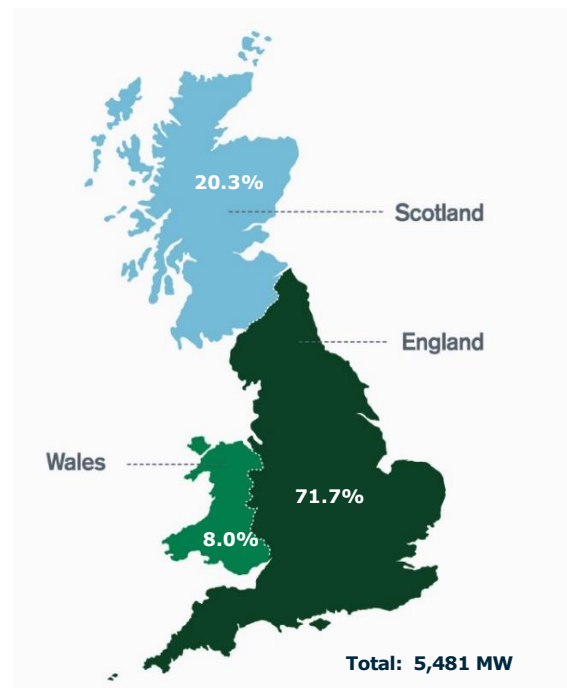 20.3%
Scotland
England
Wales
71.7%
8.0%
Total: 5,481 MW